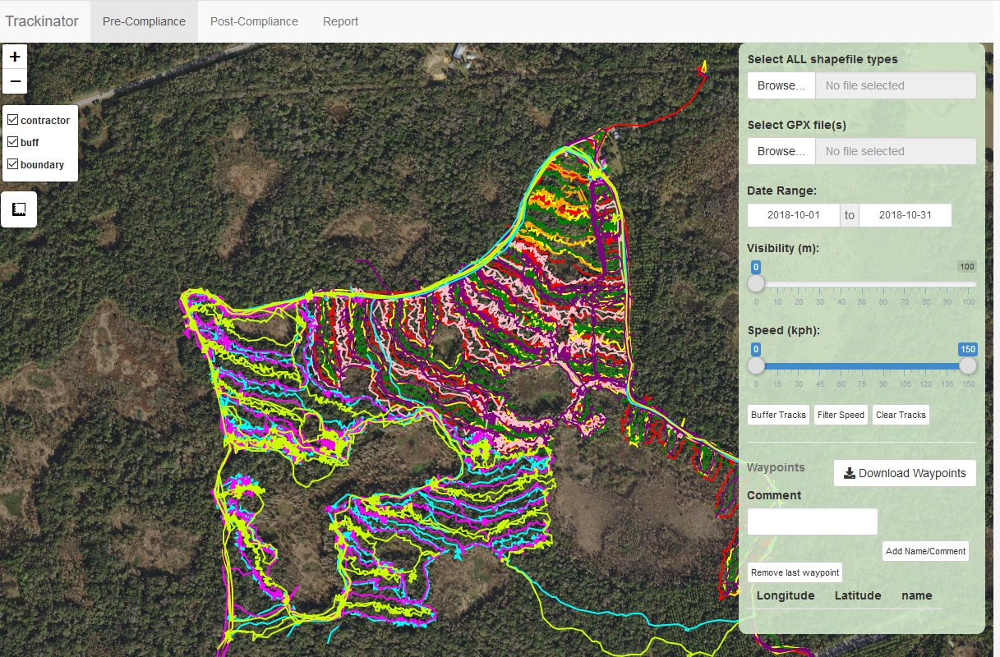 Trackinator Pre-Compliance Post-Compliance Report
+
−
contractor
buff
boundary
Select ALL shapefile types
Browse... No file selected
Select GPX file(s)
Browse... No file selected
Date Range:
2018-10-01 to 2018-10-31
Visibility (m):
0 100
0 10 20 30 40 50 60 70 80 90 100
Speed (kph):
0 150
0 15 30 45 60 75 90 105 120 135 150
Buffer Tracks Filter Speed Clear Tracks
Waypoints Download Waypoints
Comment
Add Name/Comment
Remove last waypoint
Longitude Latitude name